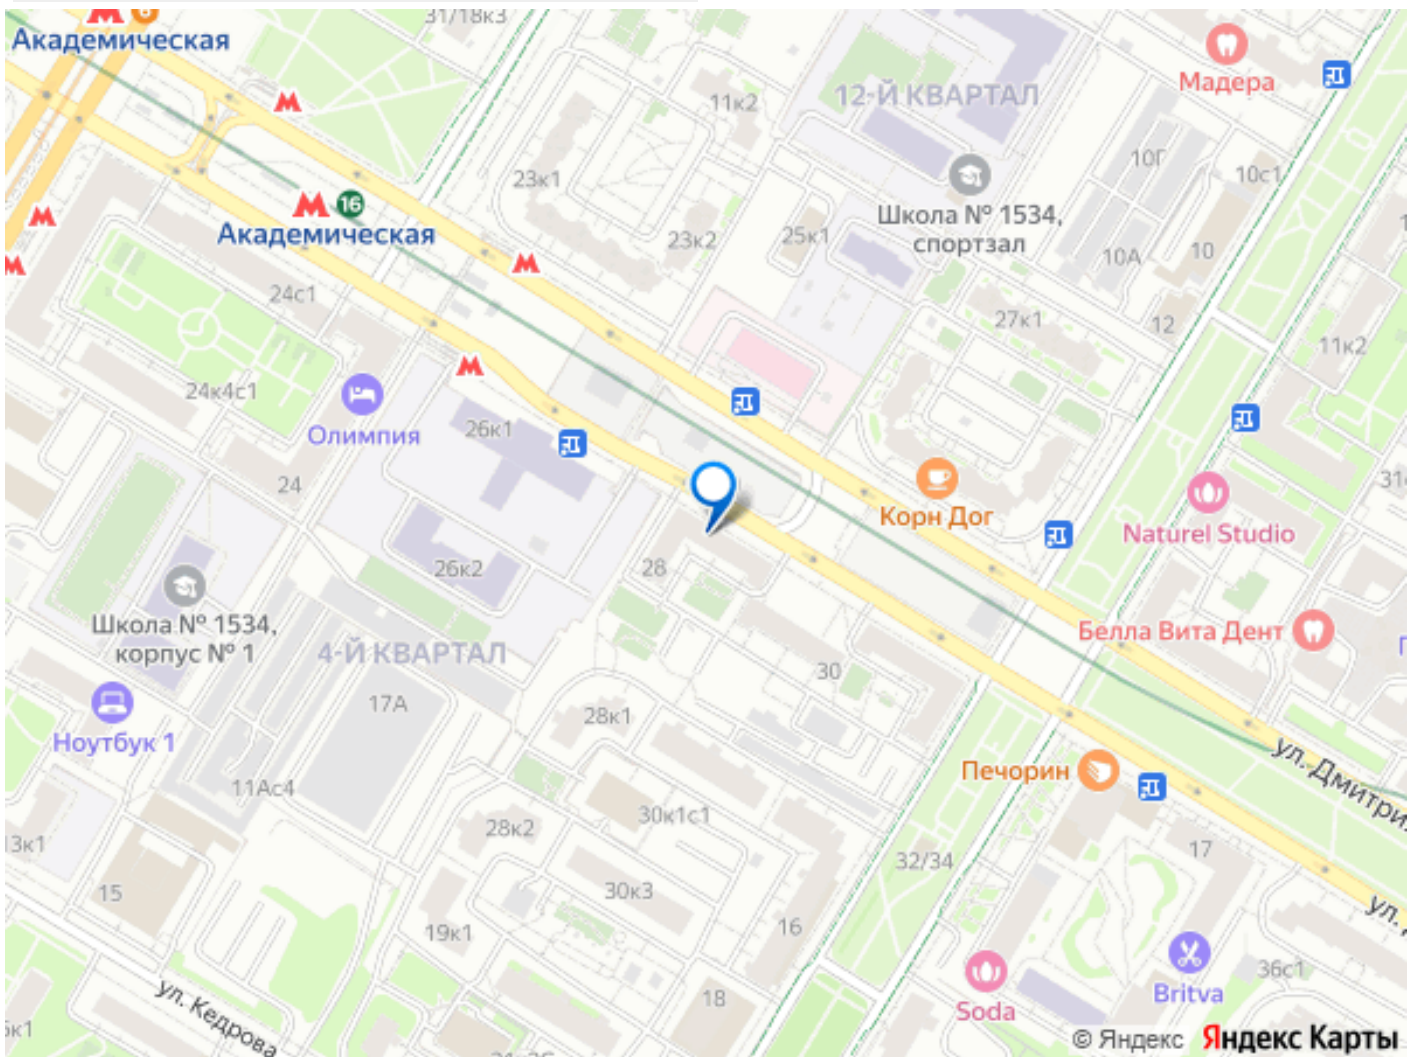 31/18к3
6
Академическая
Мадера
12-Й КВАРТАЛ
11к2
10Г
10с1
23к1
16
Академическая
Школа № 1534,
спортзал
23к2
25к1
10А
10
24с1
27к1
12
11к2
24к4с1
Олимпия
26к1
24
Корн Дог
Naturel Studio
26к2
28
Школа № 1534,
корпус № 1
4-Й КВАРТАЛ
Белла Вита Дент
30
17А
28к1
Ноутбук 1
Печорин
ул. Дмитри
11Ас4
30к1с1
28к2
13к1
17
32/34
15
30к3
ул.
19к1
16
36с1
Britva
18
Soda
ул. Кедрова
© Яндекс Яндекс Карты